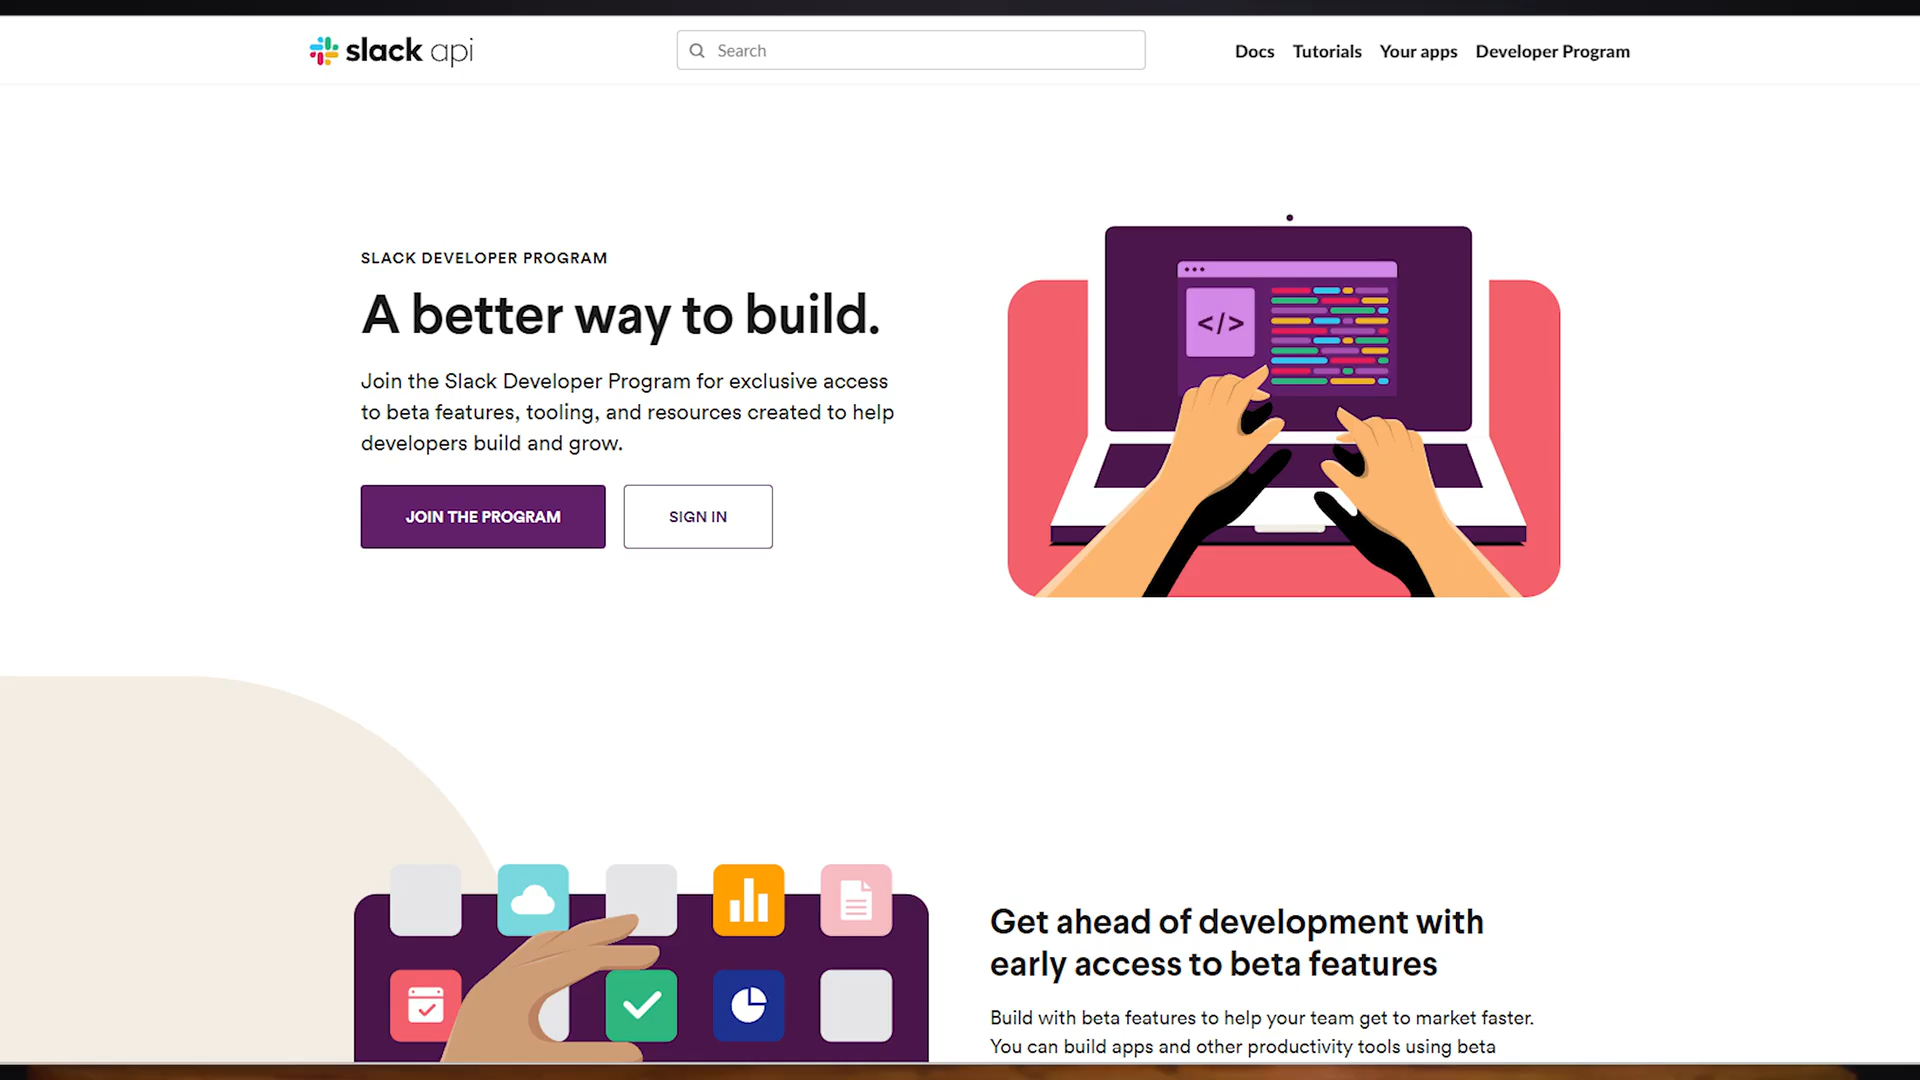 slack api
Search
Docs Tutorials Your apps Developer Program
SLACK DEVELOPER PROGRAM
A better way to build.
Join the Slack Developer Program for exclusive access
to beta features, tooling, and resources created to help
developers build and grow.
JOIN THE PROGRAM
SIGN IN
</>
Get ahead of development with
early access to beta features
Build with beta features to help your team get to market faster.
You can build apps and other productivity tools using beta